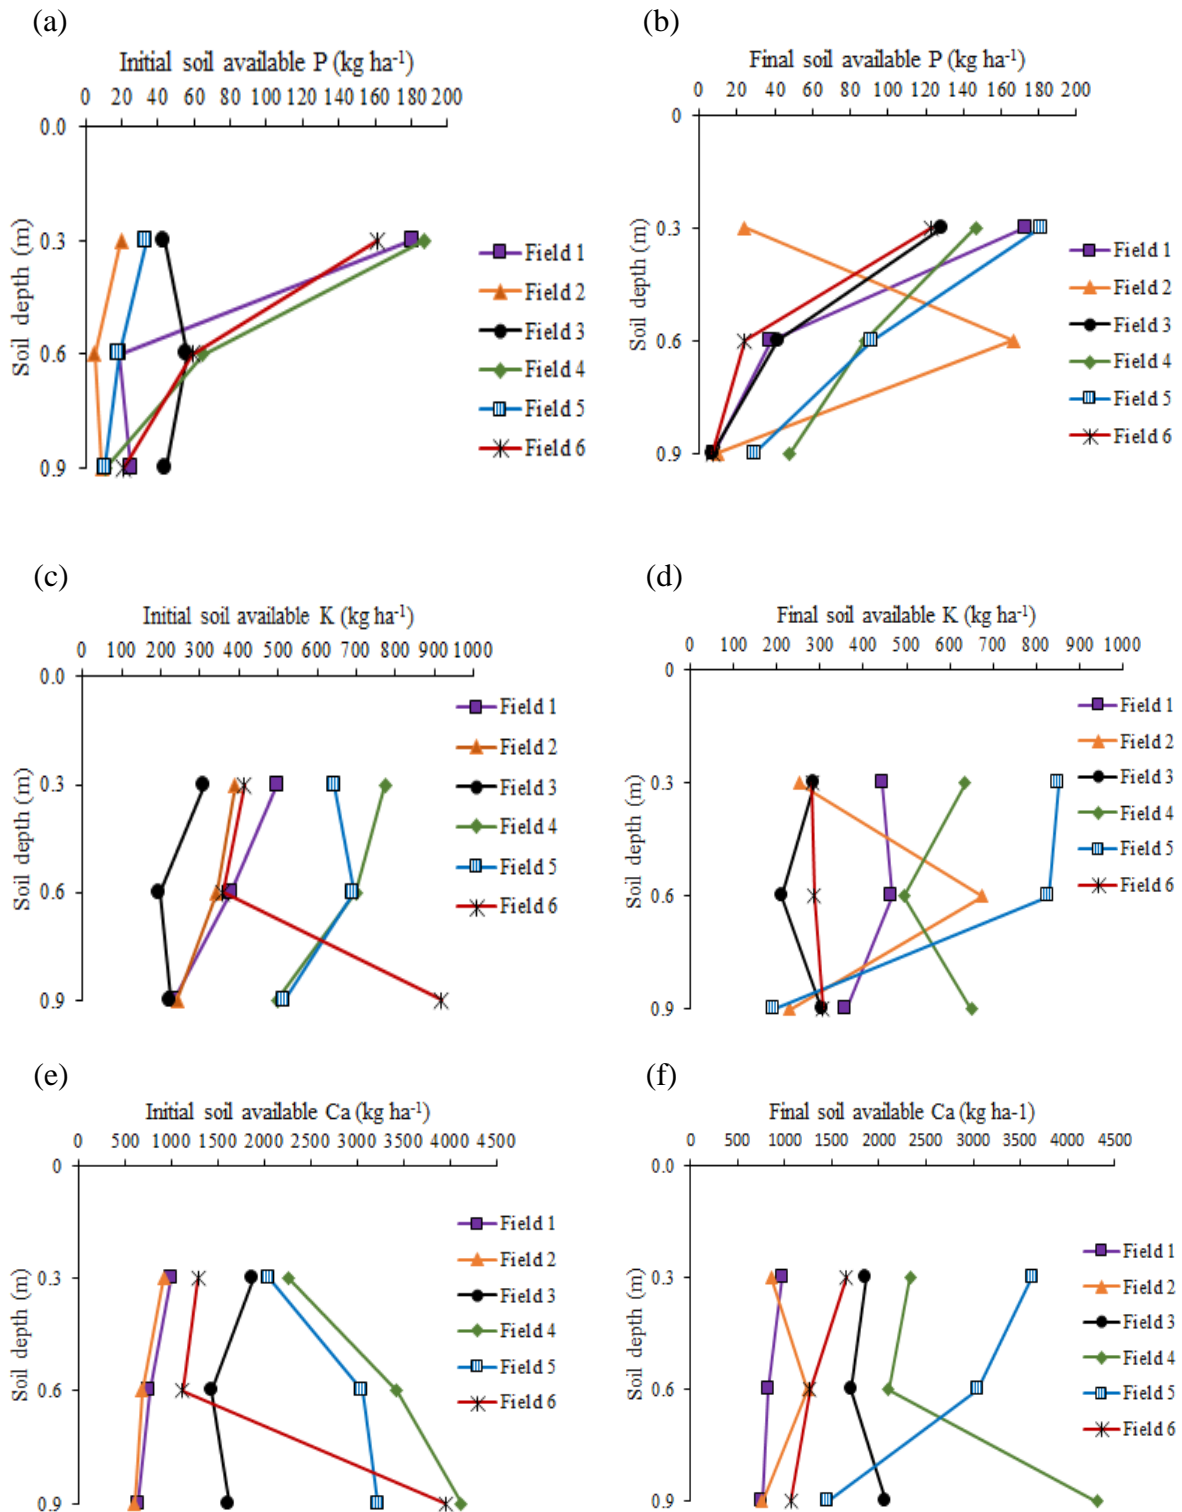 (a)
Initial soil available P (kg ha-1)
0 20 40 60 80 100 120 140 160 180 200
0.0
0.3
0.6
0.9
Soil depth (m)
Field 1
Field 2
Field 3
Field 4
Field 5
Field 6
(b)
Final soil available P (kg ha-1)
0 20 40 60 80 100 120 140 160 180 200
0
0.3
0.6
0.9
Soil depth (m)
Field 1
Field 2
Field 3
Field 4
Field 5
Field 6
(c)
Initial soil available K (kg ha-1)
0 100 200 300 400 500 600 700 800 900 1000
0.0
0.3
0.6
0.9
Soil depth (m)
Field 1
Field 2
Field 3
Field 4
Field 5
Field 6
(d)
Final soil available K (kg ha-1)
0 100 200 300 400 500 600 700 800 900 1000
0
0.3
0.6
0.9
Soil depth (m)
Field 1
Field 2
Field 3
Field 4
Field 5
Field 6
(e)
Initial soil available Ca (kg ha-1)
0 500 1000 1500 2000 2500 3000 3500 4000 4500
0
0.3
0.6
0.9
Soil depth (m)
Field 1
Field 2
Field 3
Field 4
Field 5
Field 6
(f)
Final soil available Ca (kg ha-1)
0 500 1000 1500 2000 2500 3000 3500 4000 4500
0.0
0.3
0.6
0.9
Soil depth (m)
Field 1
Field 2
Field 3
Field 4
Field 5
Field 6